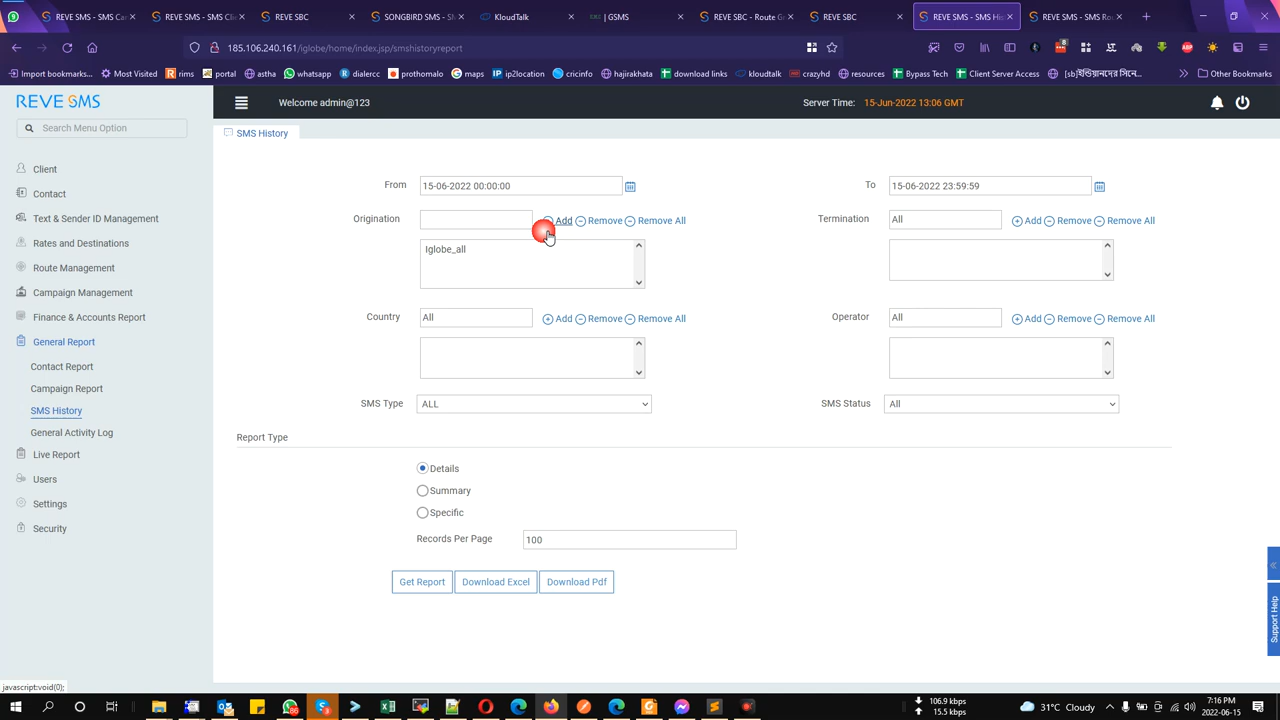 REVE SMS - SMS Ca
REVE SMS - SMS Cli
REVE SBC
SONGBIRD SMS - S
KloudTalk
| GSMS
REVE SBC - Route G
REVE SBC
REVE SMS - SMS His
REVE SMS - SMS Ro
185.106.240.161/iglobe/home/index.jsp/smshistoryreport
Import bookmarks...
Most Visited
rims
portal
astha
whatsapp
dialercc
prothomalo
maps
ip2location
cricinfo
hajirakhata
download links
kloudtalk
crazyhd
resources
Bypass Tech
Client Server Access
Other Bookmarks
REVE SMS
Welcome admin@123
Server Time: 15-Jun-2022 13:06 GMT
Search Menu Option
SMS History
Client
Contact
Text & Sender ID Management
Rates and Destinations
Route Management
Campaign Management
Finance & Accounts Report
General Report
Contact Report
Campaign Report
SMS History
General Activity Log
Live Report
Users
Settings
Security
From 15-06-2022 00:00:00
To 15-06-2022 23:59:59
Origination Add Remove Remove All
Termination All Add Remove Remove All
Iglobe_all
Country All Add Remove Remove All
Operator All Add Remove Remove All
SMS Type ALL
SMS Status All
Report Type
Details
Summary
Specific
Records Per Page 100
Get Report Download Excel Download Pdf
Support Help
javascript:void(0);
106.9 kbps
15.5 kbps
31°C Cloudy
7:16 PM
2022-06-15